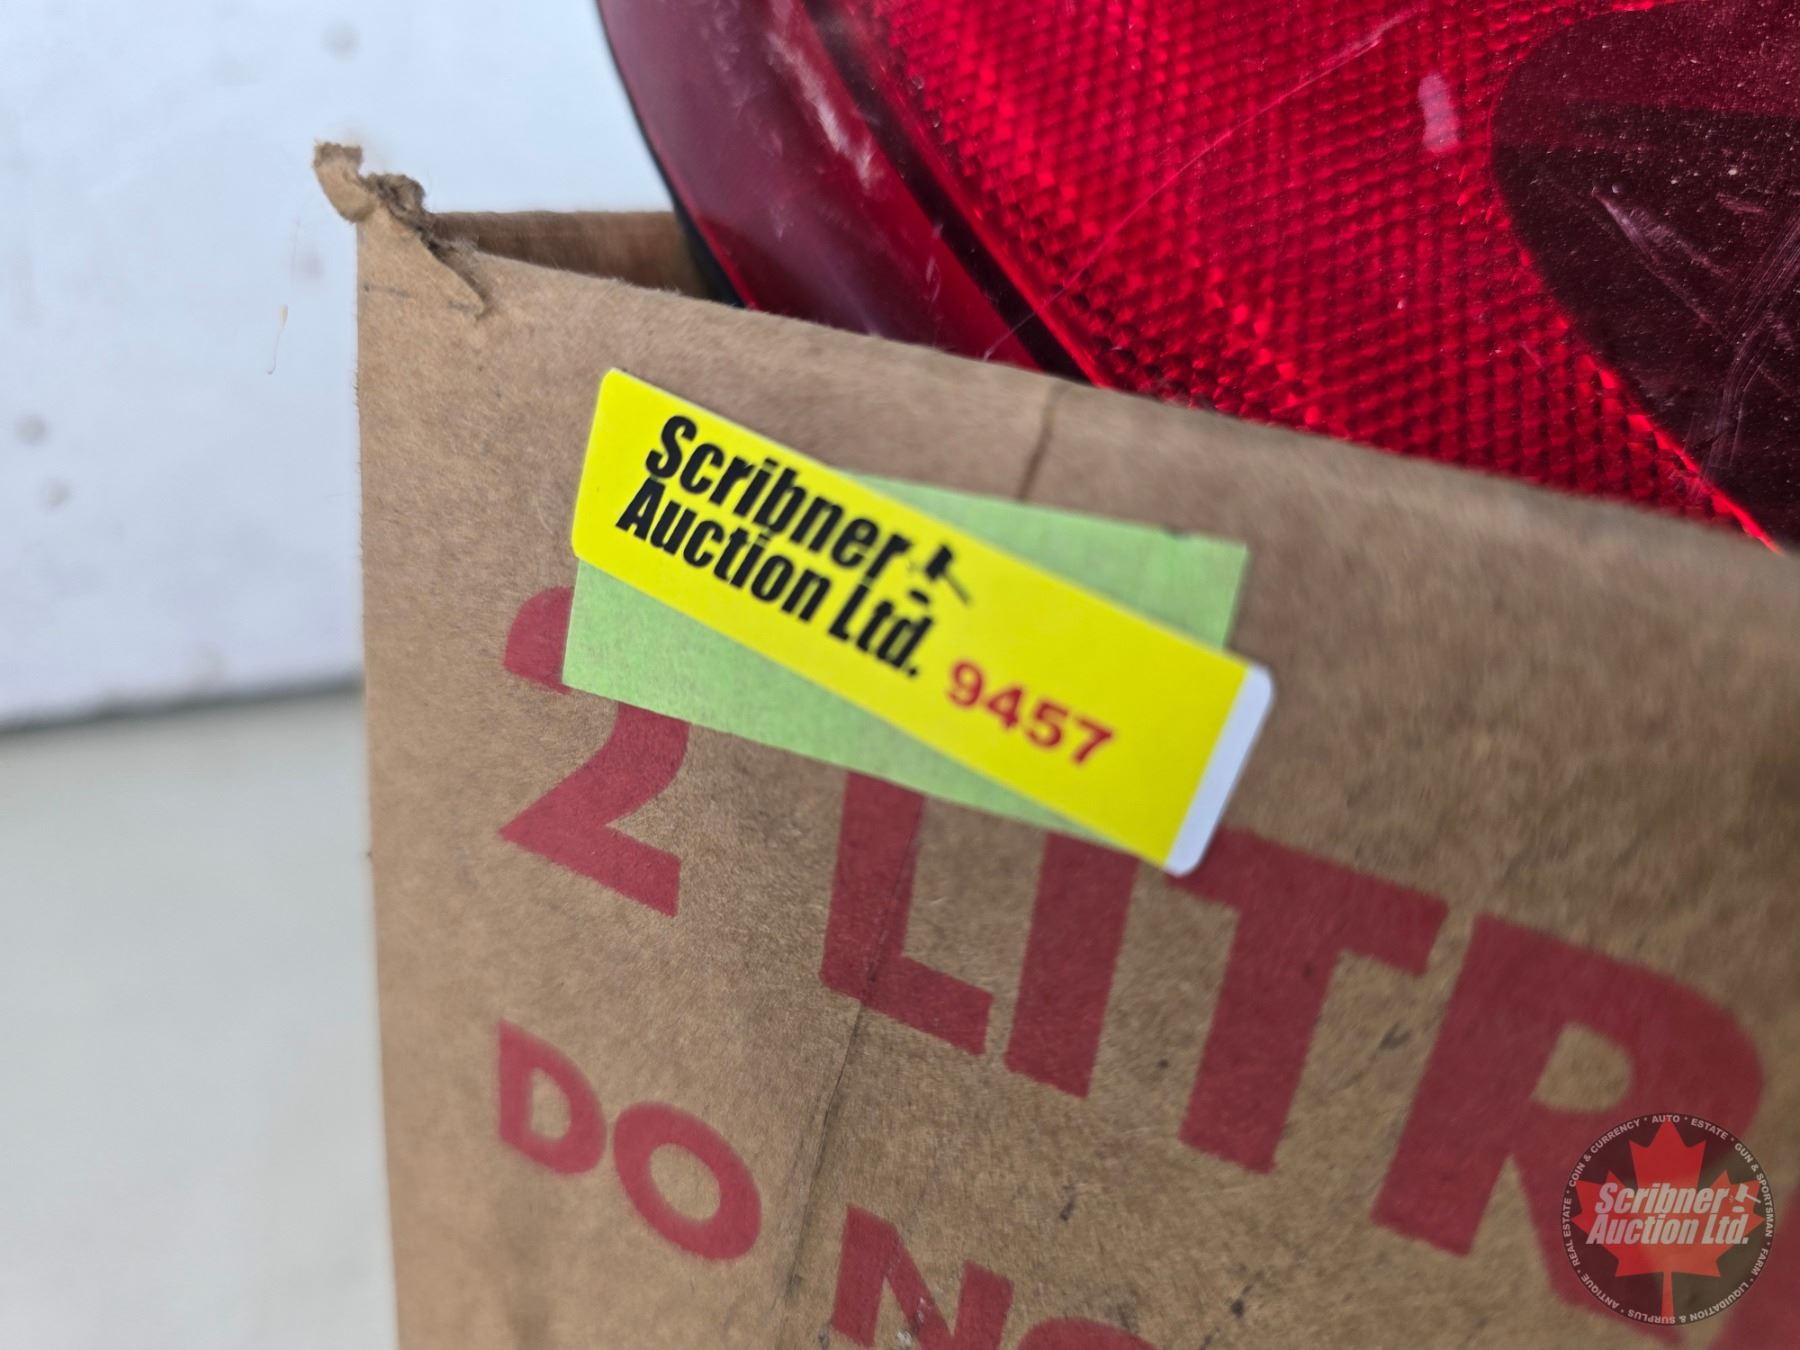 Scribner
Auction Ltd.
9457
2 LITR
DO NO
COIN & CURRENCY • AUTO • ESTATE • GUN & SPORTSMAN • FARM • LIQUIDATION & SURPLUS • ANTIQUE • REAL ESTATE
Scribner
Auction Ltd.